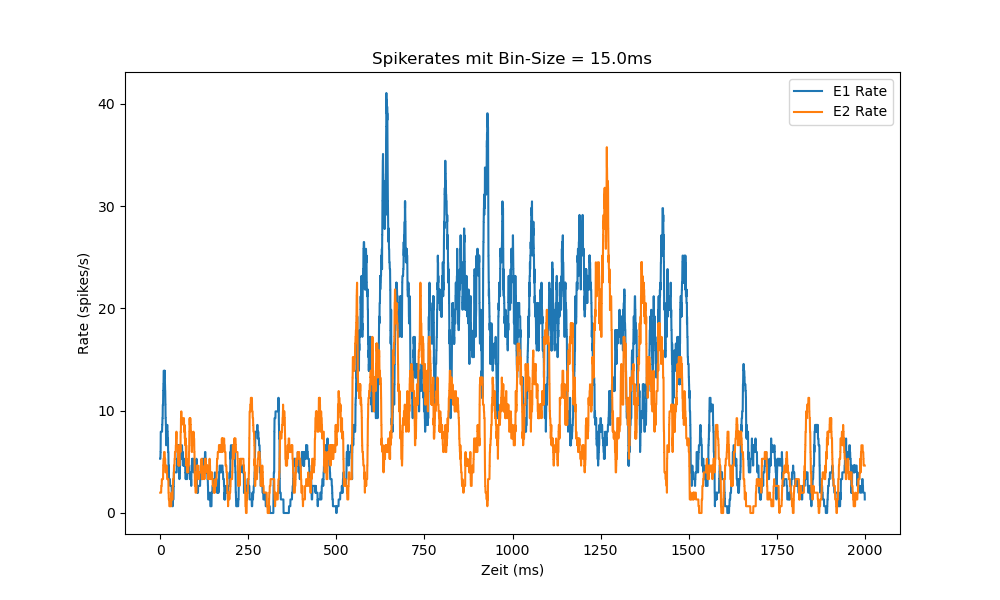 Spikerates mit Bin-Size = 15.0ms
E1 Rate
E2 Rate
40
30
20
10
0
Rate (spikes/s)
0 250 500 750 1000 1250 1500 1750 2000
Zeit (ms)